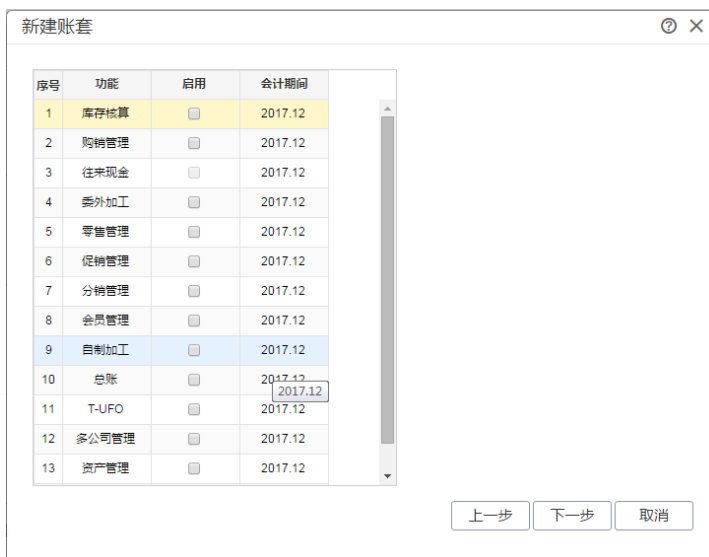 新建账套
序号 功能 启用 会计期间
1 库存核算 2017.12
2 购销管理 2017.12
3 往来现金 2017.12
4 委外加工 2017.12
5 零售管理 2017.12
6 促销管理 2017.12
7 分销管理 2017.12
8 会员管理 2017.12
9 自制加工 2017.12
10 总账 2017.12
2017.12
11 T-UFO 2017.12
12 多公司管理 2017.12
13 资产管理 2017.12
上一步 下一步 取消